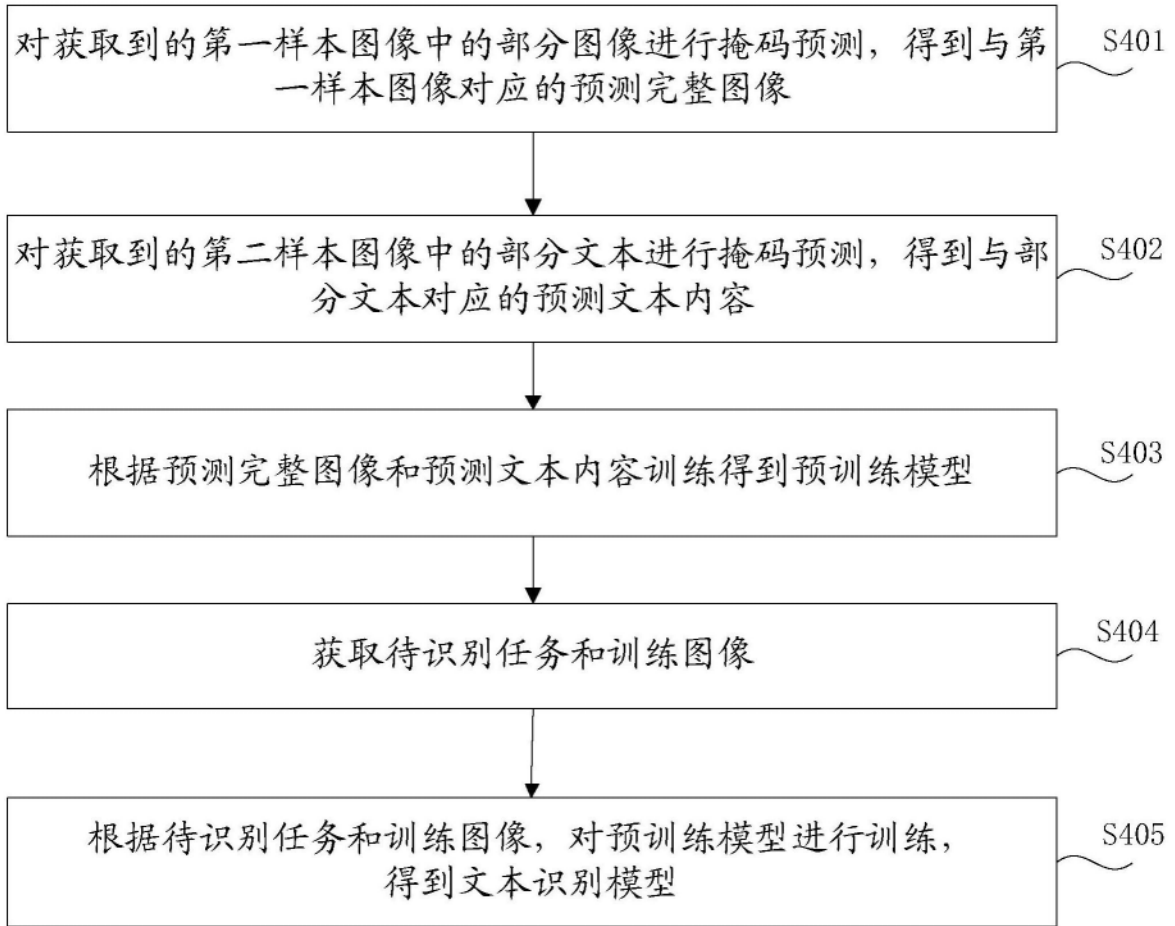 对获取到的第一样本图像中的部分图像进行掩码预测，得到与第
一样本图像对应的预测完整图像
S401
对获取到的第二样本图像中的部分文本进行掩码预测，得到与部
分文本对应的预测文本内容
S402
根据预测完整图像和预测文本内容训练得到预训练模型
S403
获取待识别任务和训练图像
S404
根据待识别任务和训练图像，对预训练模型进行训练，
得到文本识别模型
S405